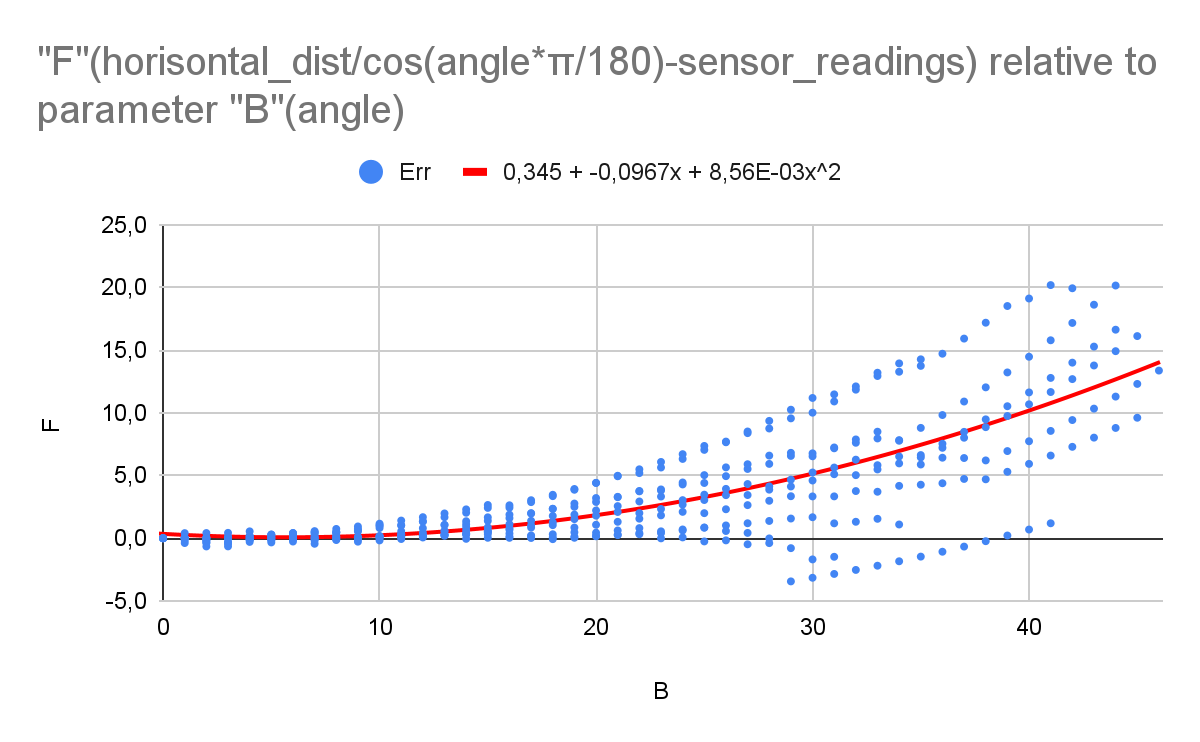 "F"(horisontal_dist/cos(angle*π/180)-sensor_readings) relative to
parameter "B"(angle)
Err
0,345 + -0,0967x + 8,56E-03x^2
25,0
20,0
15,0
10,0
5,0
0,0
-5,0
F
0 10 20 30 40
B